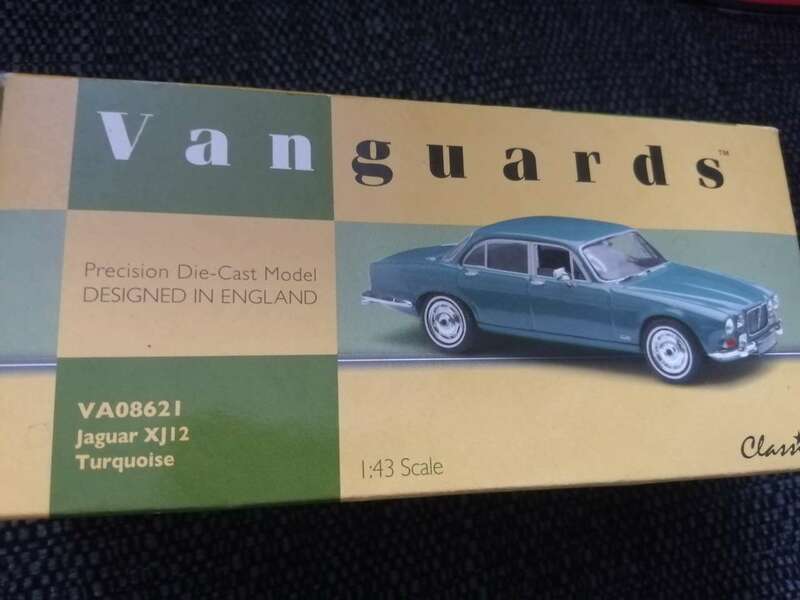 Vanguards™
Precision Die-Cast Model
DESIGNED IN ENGLAND
VA08621
Jaguar XJ12
Turquoise
1:43 Scale